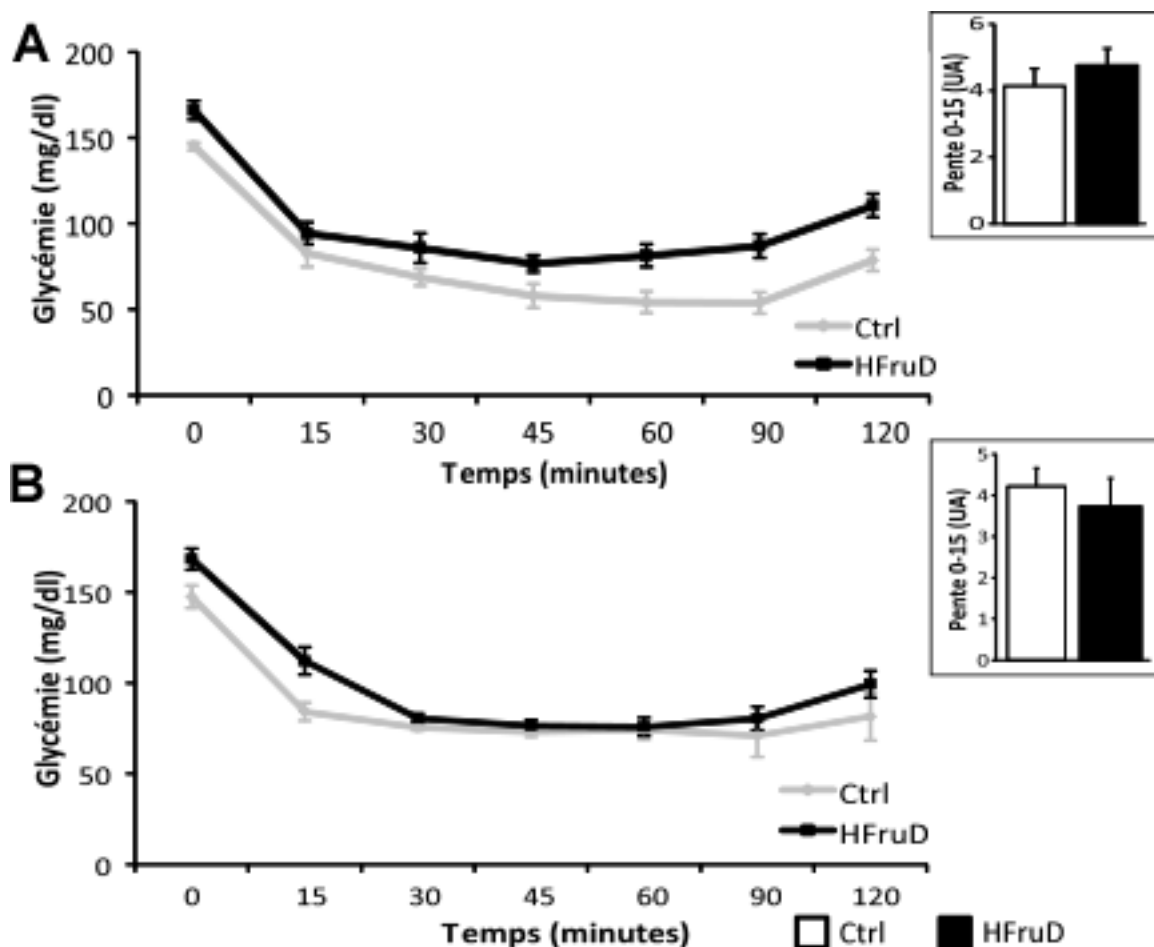 A
Glycémie (mg/dl)
200
150
100
50
0
0 15 30 45 60 90 120
Temps (minutes)
Ctrl
HFruD
Pente 0-15 (UA)
6
4
2
0
B
Glycémie (mg/dl)
200
150
100
50
0
0 15 30 45 60 90 120
Temps (minutes)
Ctrl
HFruD
Pente 0-15 (UA)
5
4
3
2
1
0
Ctrl HFruD